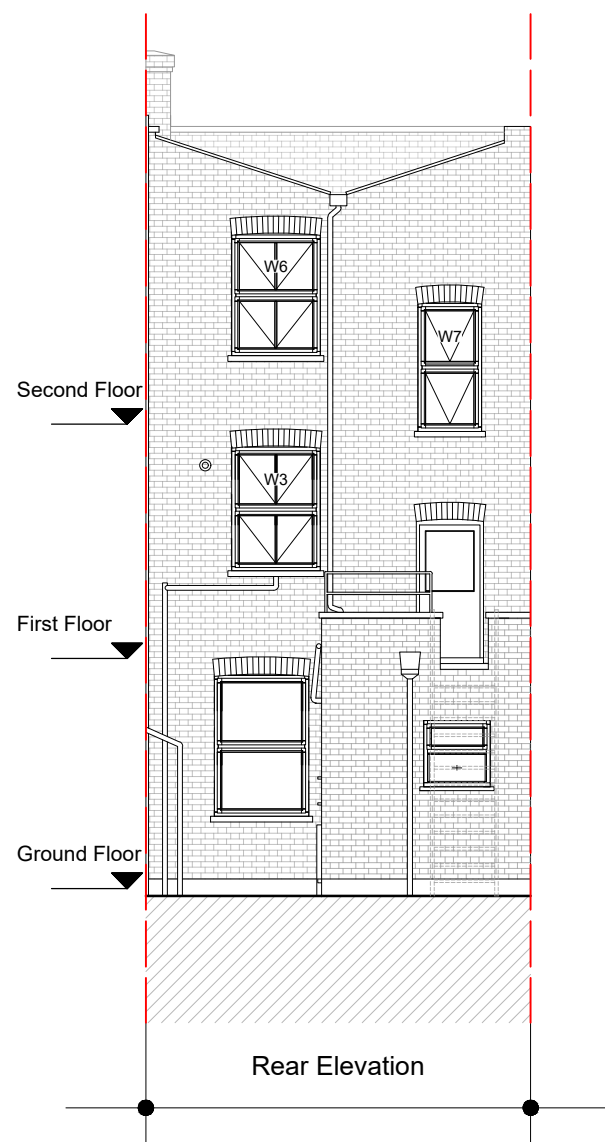 W6
W7
Second Floor
W3
First Floor
Ground Floor
Rear Elevation